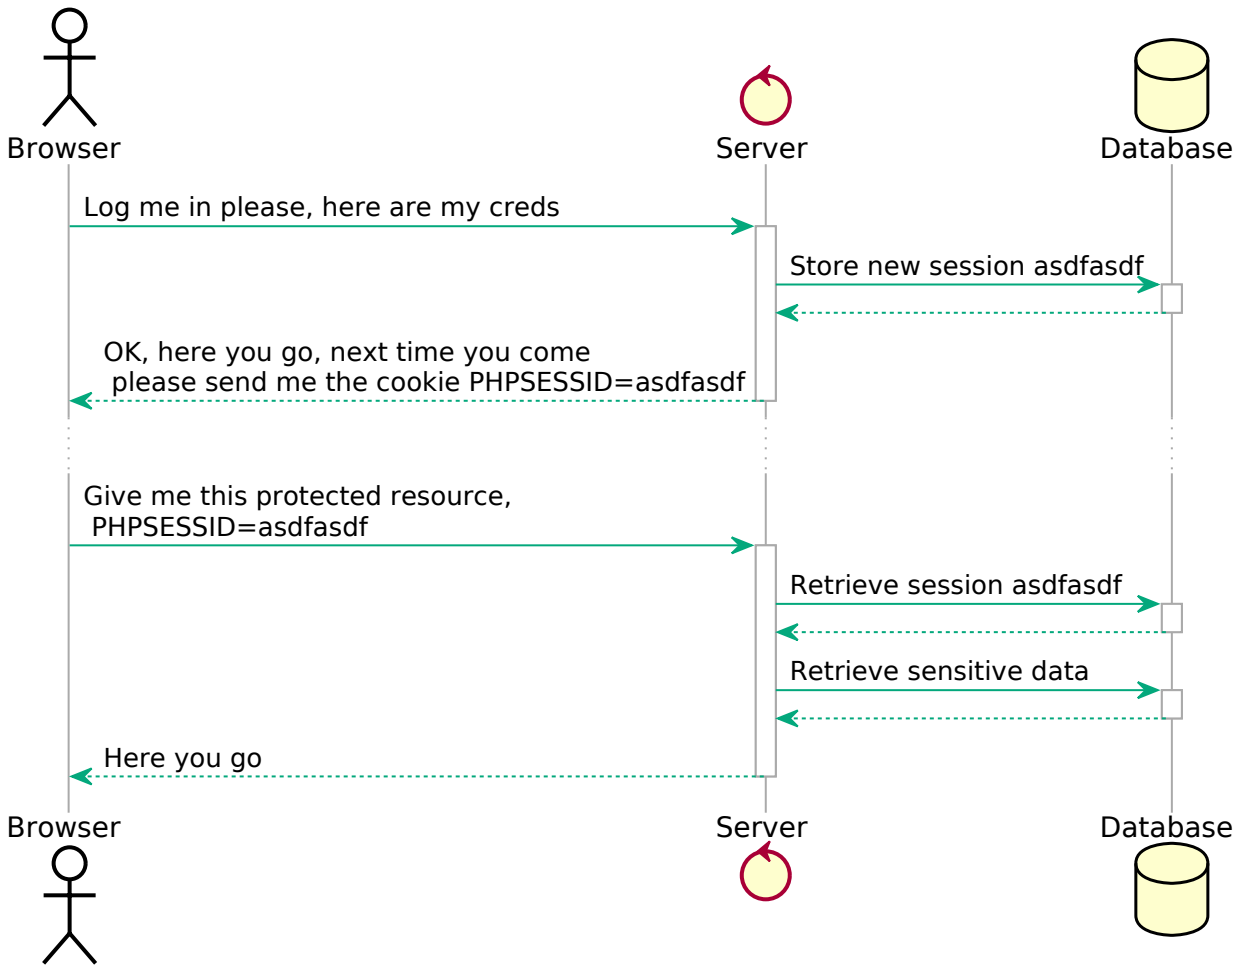 Browser
Server
Database
Log me in please, here are my creds
Store new session asdfasdf
OK, here you go, next time you come
please send me the cookie PHPSESSID=asdfasdf
Give me this protected resource,
PHPSESSID=asdfasdf
Retrieve session asdfasdf
Retrieve sensitive data
Here you go
Browser
Server
Database